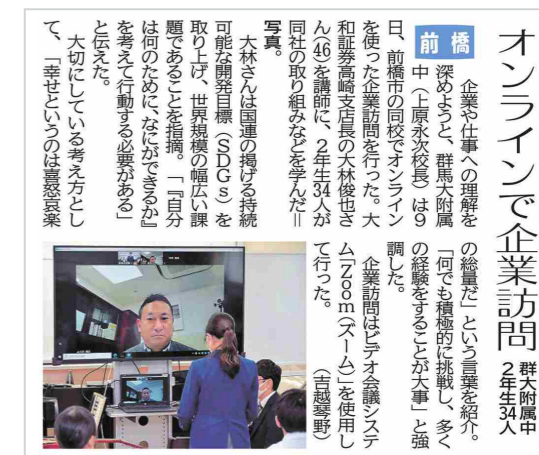 オンラインで企業訪問
群大附属中
2年生34人
前橋
企業や仕事への理解を
深めようと、群馬大附属
中(上原永次校長)は9
日、前橋市の同校でオンライン
を使った企業訪問を行った。大
和証券高崎支店長の大林俊也さ
ん(46)を講師に、2年生34人が
同社の取り組みなどを学んだ=
写真。
大林さんは国連の掲げる持続
可能な開発目標(SDGs)を
取り上げ、世界規模の幅広い課
題であることを指摘。「『自分
は何のために、なにができるか』
を考えて行動する必要がある」
と伝えた。
大切にしている考え方とし
て、「幸せというのは喜怒哀楽
の総量だ」という言葉を紹介。
「何でも積極的に挑戦し、多く
の経験をすることが大事」と強
調した。
企業訪問はビデオ会議システ
ム「Zoom(ズーム)」を使用し
て行った。(吉越琴野)